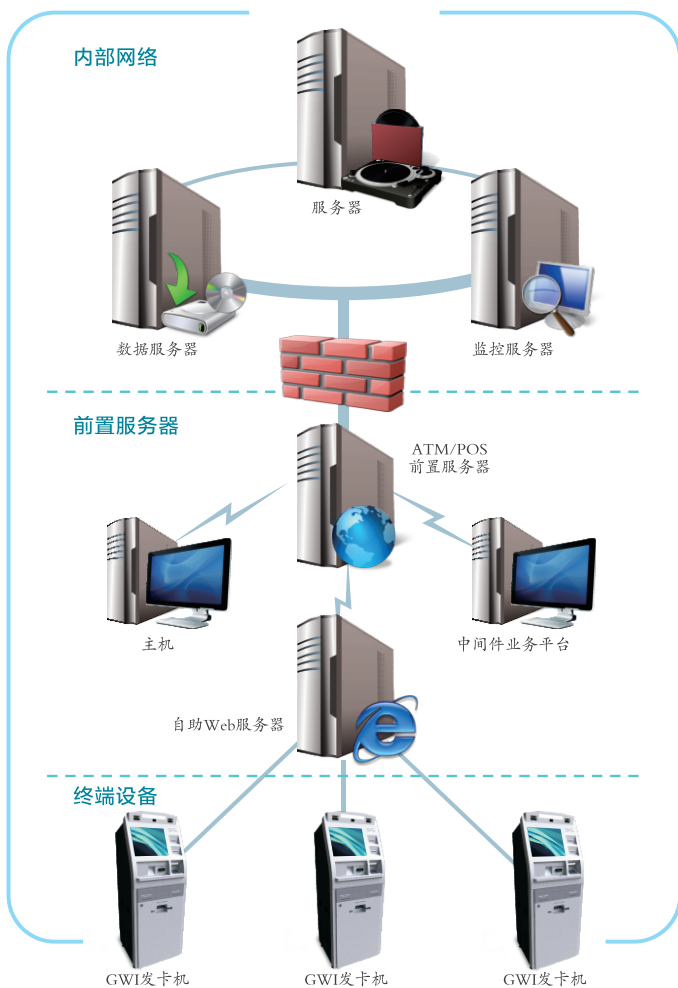 内部网络
服务器
数据服务器
监控服务器
前置服务器
ATM/POS
前置服务器
主机
中间件业务平台
自助Web服务器
终端设备
GWI发卡机
GWI发卡机
GWI发卡机